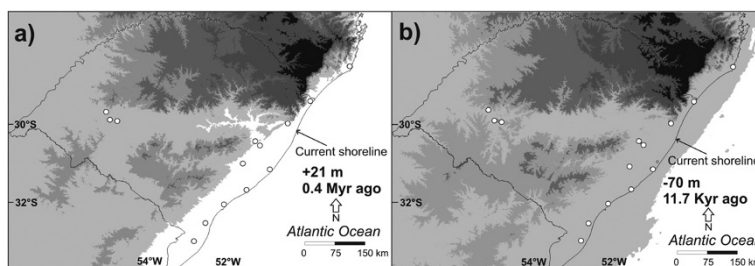 a)
30°S
Current shoreline
+21 m
0.4 Myr ago
N
32°S
Atlantic Ocean
54°W
52°W
0 75 150 km
b)
30°S
Current shoreline
-70 m
11.7 Kyr ago
N
32°S
Atlantic Ocean
54°W
52°W
0 75 150 km